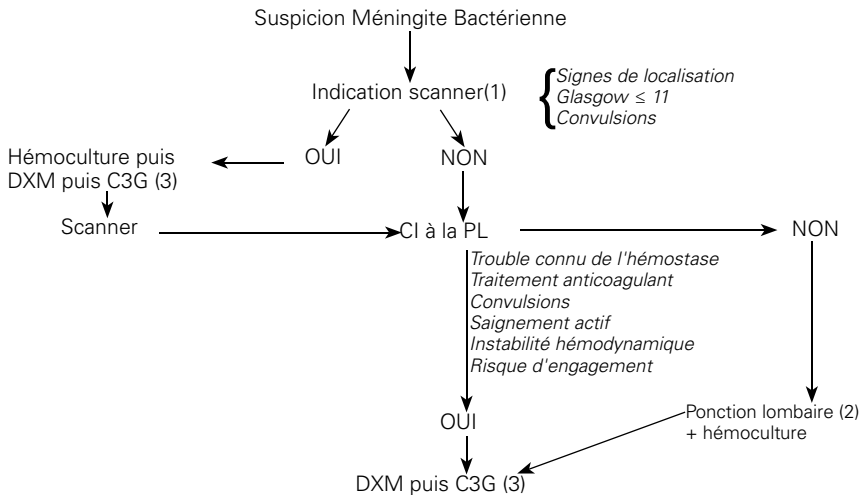 Suspicion Méningite Bactérienne
Indication scanner(1)
Signes de localisation
Glasgow ≤ 11
Convulsions
OUI
NON
Hémoculture puis
DXM puis C3G (3)
Scanner
CI à la PL
NON
Trouble connu de l'hémostase
Traitement anticoagulant
Convulsions
Saignement actif
Instabilité hémodynamique
Risque d'engagement
OUI
Ponction lombaire (2)
+ hémoculture
DXM puis C3G (3)